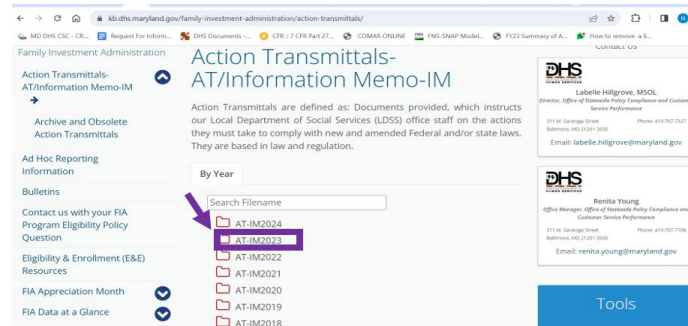 kb.dhs.maryland.gov/family-investment-administration/action-transmittals/
MD DHS CSC - CR...
Request For Inform...
DHS Documents -...
CFR :: 7 CFR Part 27...
COMAR ONLINE
FNS-SNAP Model...
FY23 Summary of A...
How to remove a li...
Family Investment Administration
Action Transmittals-
AT/Information Memo-IM
Archive and Obsolete
Action Transmittals
Ad Hoc Reporting
Information
Bulletins
Contact us with your FIA
Program Eligibility Policy
Question
Eligibility & Enrollment (E&E)
Resources
FIA Appreciation Month
FIA Data at a Glance
Action Transmittals-
AT/Information Memo-IM
Action Transmittals are defined as: Documents provided, which instructs
our Local Department of Social Services (LDSS) office staff on the actions
they must take to comply with new and amended Federal and/or state laws.
They are based in law and regulation.
By Year
Search Filename
AT-IM2024
AT-IM2023
AT-IM2022
AT-IM2021
AT-IM2020
AT-IM2019
AT-IM2018
Contact Us
DHS
Labelle Hillgrove, MSOL
Director, Office of Statewide Policy Compliance and Custom
Service Performance
311 W. Saratoga Street
Baltimore, MD 21201-3500
Phone: 410-767-7327
Email: labelle.hillgrove@maryland.gov
DHS
Renita Young
Office Manager, Office of Statewide Policy Compliance and
Customer Service Performance
311 W. Saratoga Street
Baltimore, MD 21201-3500
Email: renita.young@maryland.gov
Tools